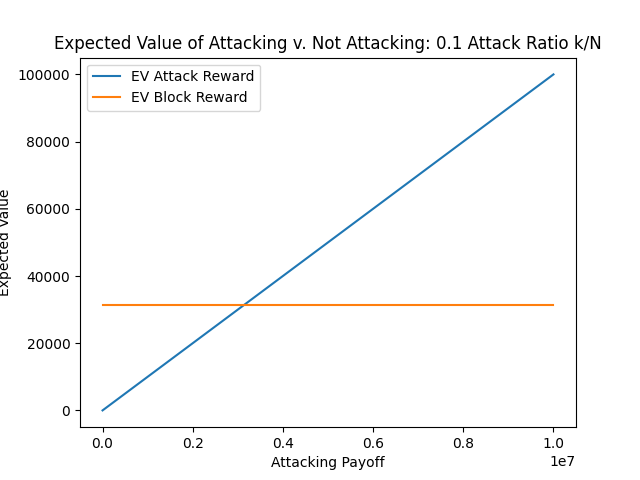 Expected Value of Attacking v. Not Attacking: 0.1 Attack Ratio k/N
EV Attack Reward
EV Block Reward
100000
80000
60000
40000
20000
0
Expected Value
0.0 0.2 0.4 0.6 0.8 1.0
1e7
Attacking Payoff